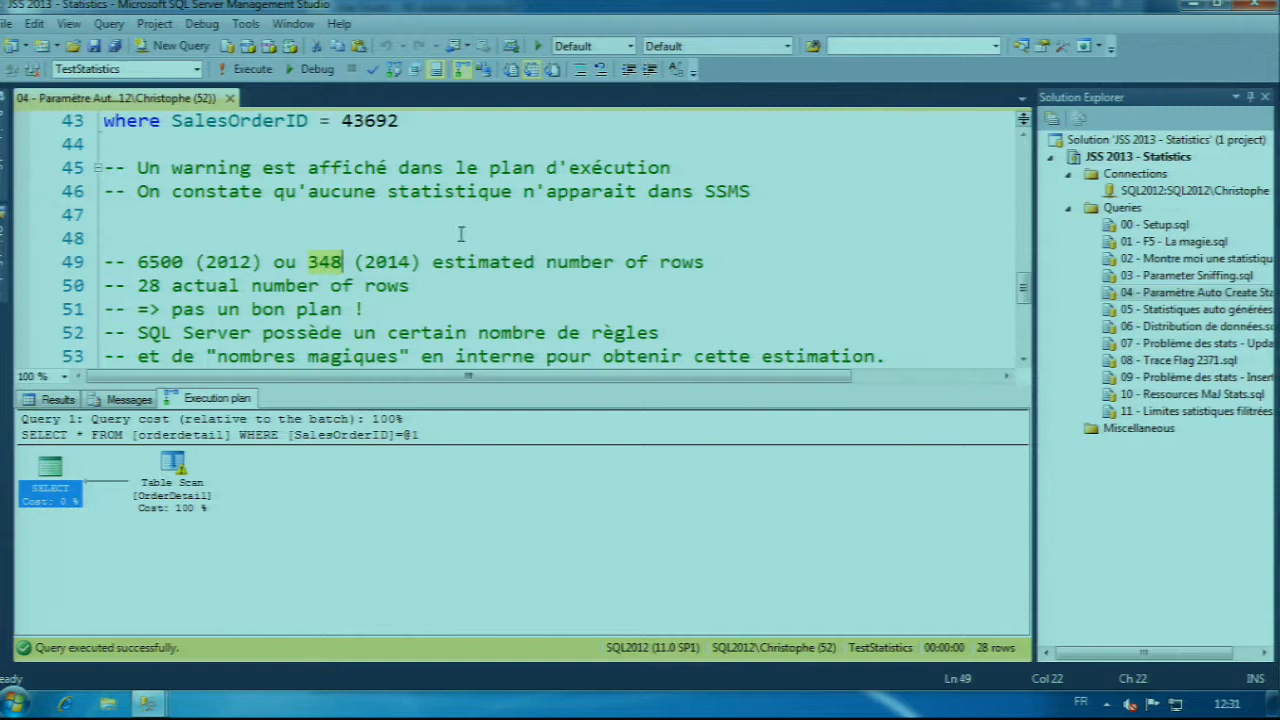 JSS 2013 - Statistics - Microsoft SQL Server Management Studio
File Edit View Query Project Debug Tools Window Help
New Query Default Default
TestStatistics Execute Debug
04 - Paramètre Aut...12\Christophe (52))
43 where SalesOrderID = 43692
44
45 -- Un warning est affiché dans le plan d'exécution
46 -- On constate qu'aucune statistique n'apparait dans SSMS
47
48
49 -- 6500 (2012) ou 348 (2014) estimated number of rows
50 -- 28 actual number of rows
51 -- => pas un bon plan !
52 -- SQL Server possède un certain nombre de règles
53 -- et de "nombres magiques" en interne pour obtenir cette estimation.
100 %
Results Messages Execution plan
Query 1: Query cost (relative to the batch): 100%
SELECT * FROM [orderdetail] WHERE [SalesOrderID]=@1
SELECT
Cost: 0 %
Table Scan
[OrderDetail]
Cost: 100 %
Query executed successfully.
SQL2012 (11.0 SP1) SQL2012\Christophe (52) TestStatistics 00:00:00 28 rows
Solution Explorer
Solution 'JSS 2013 - Statistics' (1 project)
JSS 2013 - Statistics
Connections
SQL2012:SQL2012\Christophe
Queries
00 - Setup.sql
01 - F5 - La magie.sql
02 - Montre moi une statistiqu
03 - Parameter Sniffing.sql
04 - Paramètre Auto Create Sta
05 - Statistiques auto générées
06 - Distribution de données.s
07 - Problème des stats - Upda
08 - Trace Flag 2371.sql
09 - Problème des stats - Inser
10 - Ressources MaJ Stats.sql
11 - Limites satistiques filtrées
Miscellaneous
eady Ln 49 Col 22 Ch 22 INS
FR 12:31